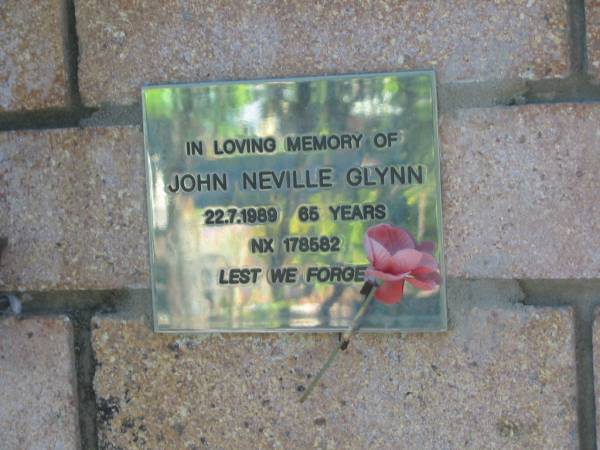 IN LOVING MEMORY OF
JOHN NEVILLE GLYNN
22.7.1989 65 YEARS
NX 178582
LEST WE FORGE